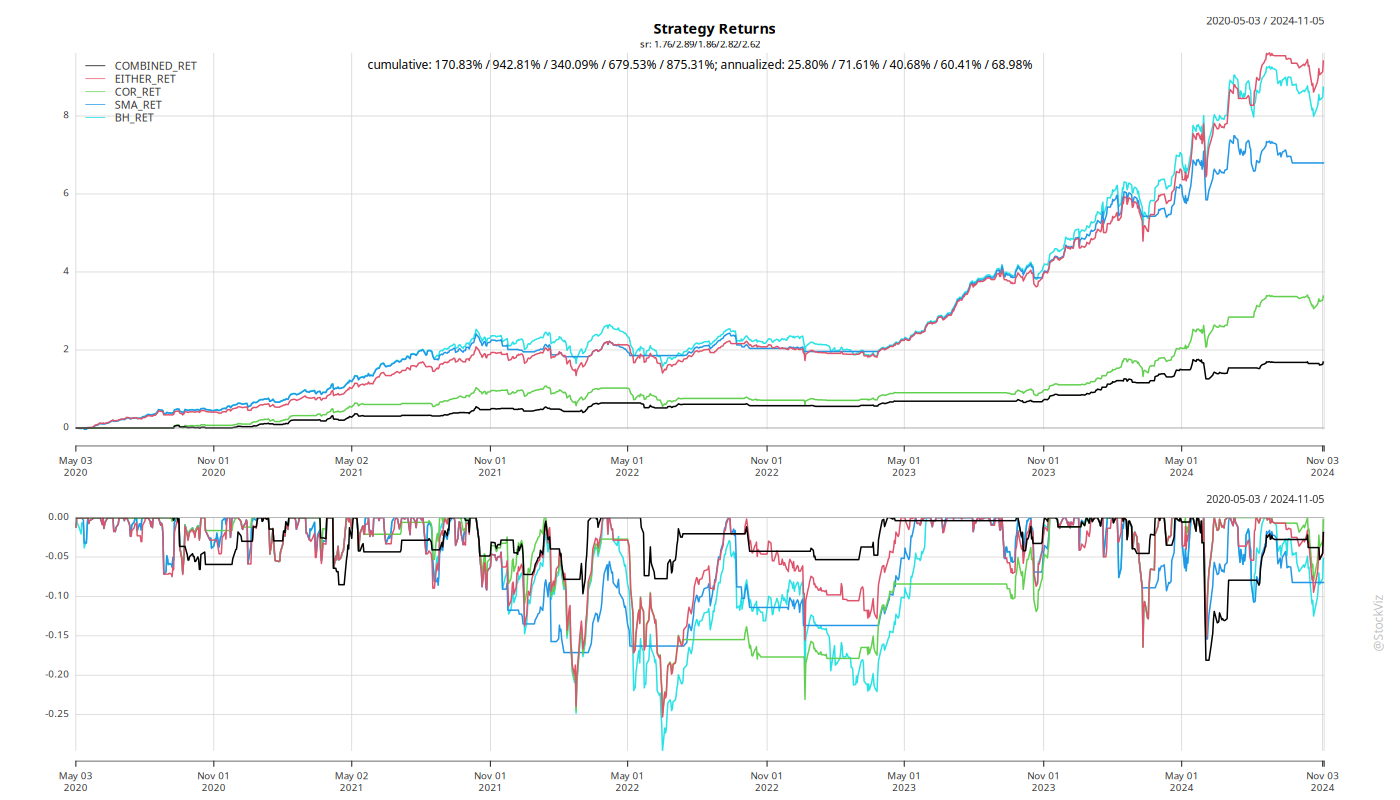 2020-05-03 / 2024-11-05
Strategy Returns
sr: 1.76/2.89/1.86/2.82/2.62
cumulative: 170.83% / 942.81% / 340.09% / 679.53% / 875.31%; annualized: 25.80% / 71.61% / 40.68% / 60.41% / 68.98%
COMBINED_RET
EITHER_RET
COR_RET
SMA_RET
BH_RET
8
6
4
2
0
May 03 Nov 01 May 02 Nov 01 May 01 Nov 01 May 01 Nov 01 May 01 Nov 03
2020 2020 2021 2021 2022 2022 2023 2023 2024 2024
2020-05-03 / 2024-11-05
0.00
-0.05
-0.10
-0.15
-0.20
-0.25
May 03 Nov 01 May 02 Nov 01 May 01 Nov 01 May 01 Nov 01 May 01 Nov 03
2020 2020 2021 2021 2022 2022 2023 2023 2024 2024
@StockViz